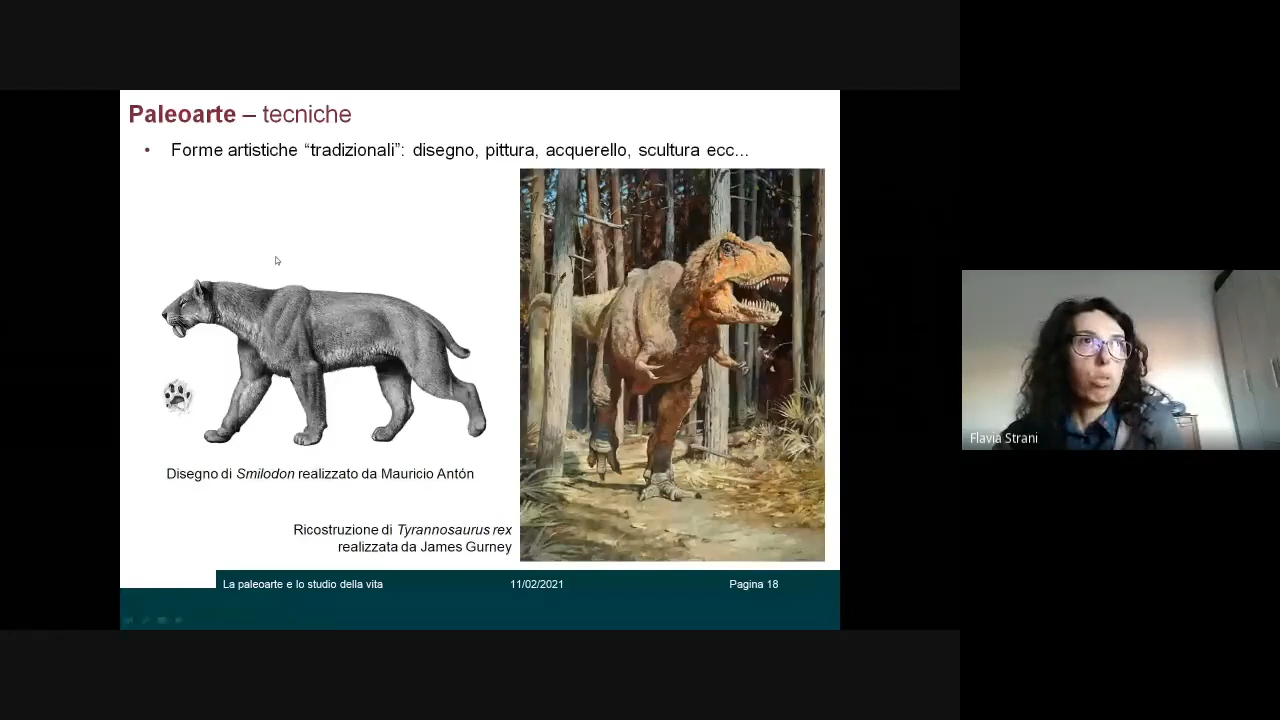 Paleoarte – tecniche
• Forme artistiche “tradizionali”: disegno, pittura, acquerello, scultura ecc...
Disegno di Smilodon realizzato da Mauricio Antón
Ricostruzione di Tyrannosaurus rex
realizzata da James Gurney
La paleoarte e lo studio della vita 11/02/2021 Pagina 18
Flavia Strani